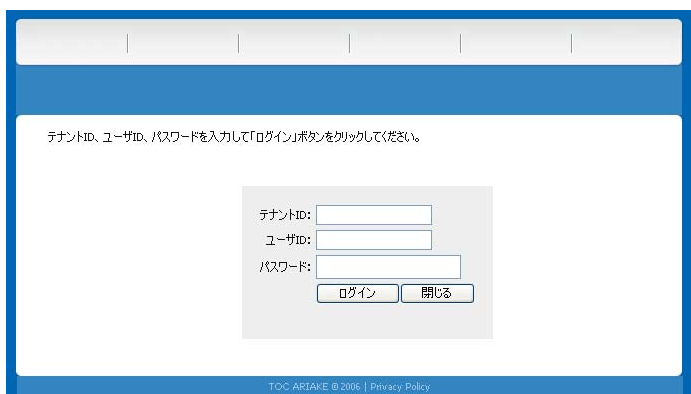 テナントID、ユーザID、パスワードを入力して「ログイン」ボタンをクリックしてください。
テナントID:
ユーザID:
パスワード:
ログイン 閉じる
TOC ARIAKE © 2006 | Privacy Policy